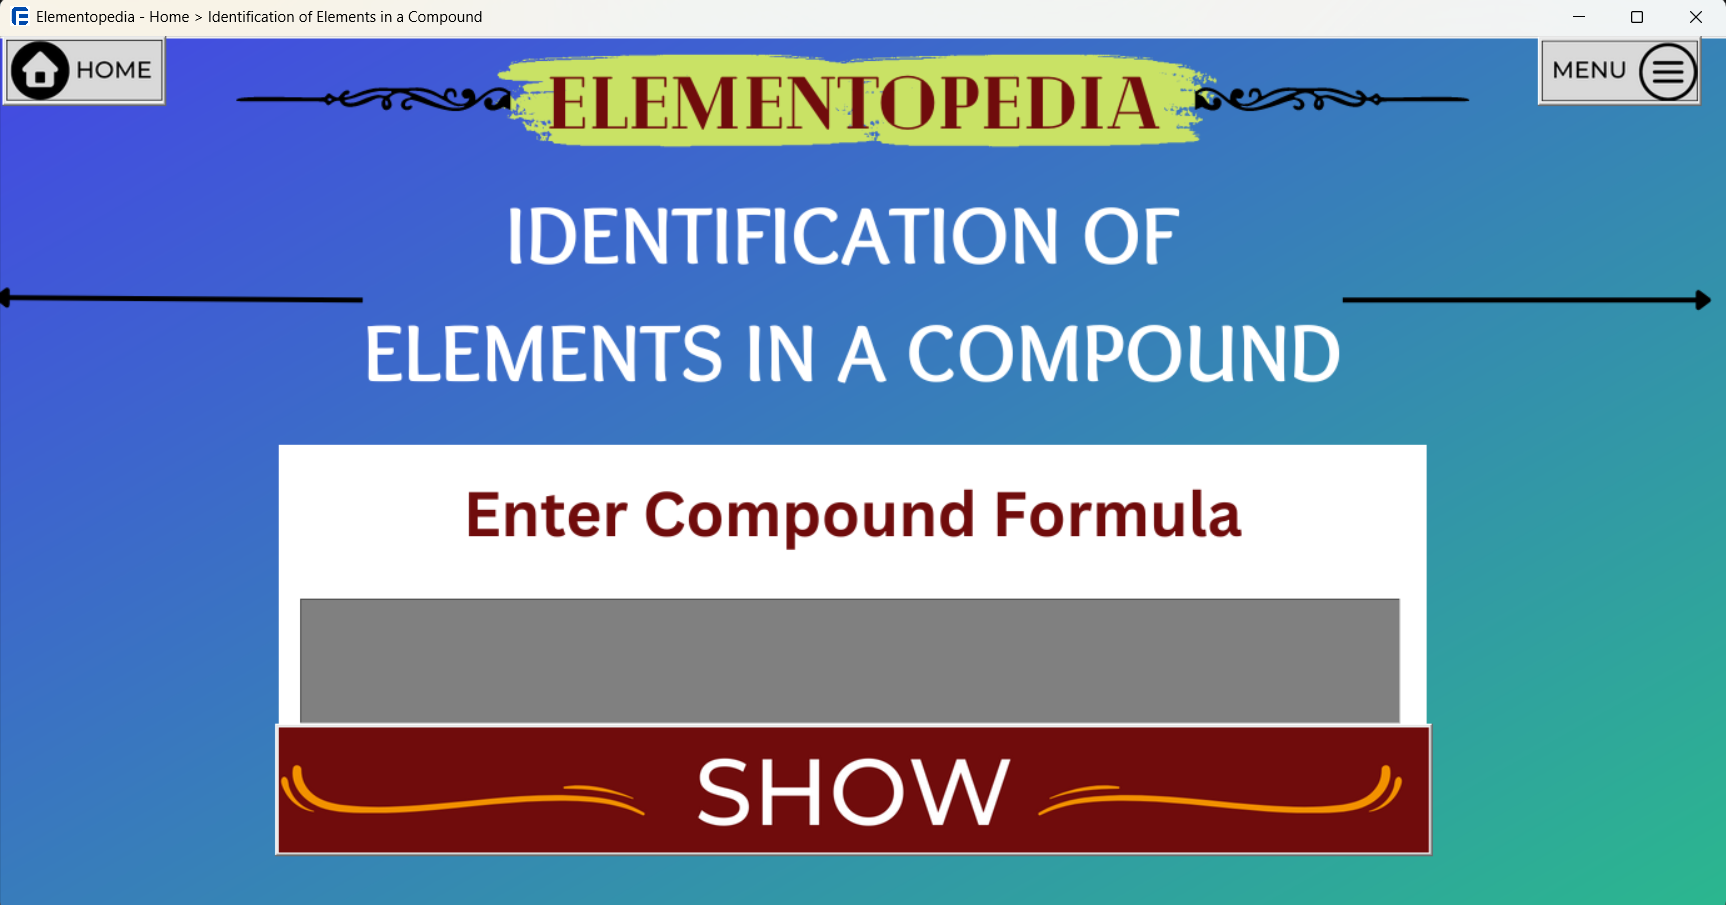 Elementopedia - Home > Identification of Elements in a Compound
HOME
ELEMENTOPEDIA
MENU
IDENTIFICATION OF
ELEMENTS IN A COMPOUND
Enter Compound Formula
SHOW